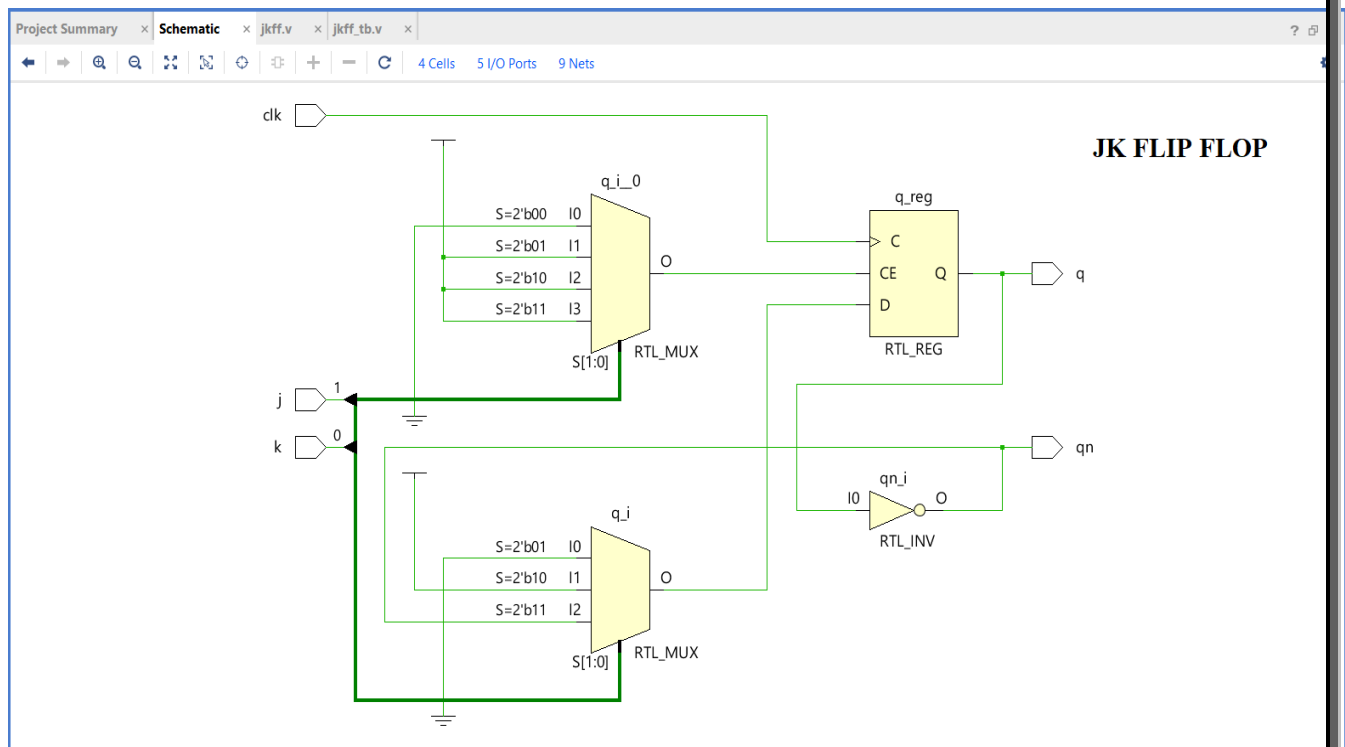 Project Summary × Schematic × jkff.v × jkff_tb.v × ?
4 Cells 5 I/O Ports 9 Nets
clk
JK FLIP FLOP
q_i__0
S=2'b00 I0
S=2'b01 I1
S=2'b10 I2
S=2'b11 I3
O
S[1:0]
RTL_MUX
q_reg
C
CE Q
D
RTL_REG
q
j 1
k 0
qn
qn_i
I0 O
RTL_INV
q_i
S=2'b01 I0
S=2'b10 I1
S=2'b11 I2
O
S[1:0]
RTL_MUX